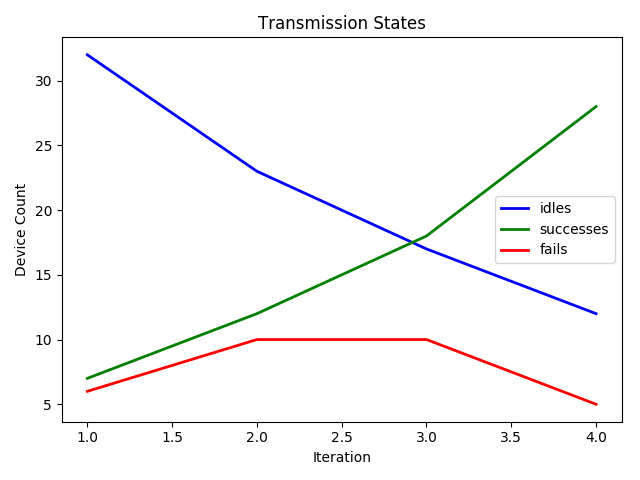 Transmission States
Device Count
30
25
20
15
10
5
idles
successes
fails
1.0 1.5 2.0 2.5 3.0 3.5 4.0
Iteration